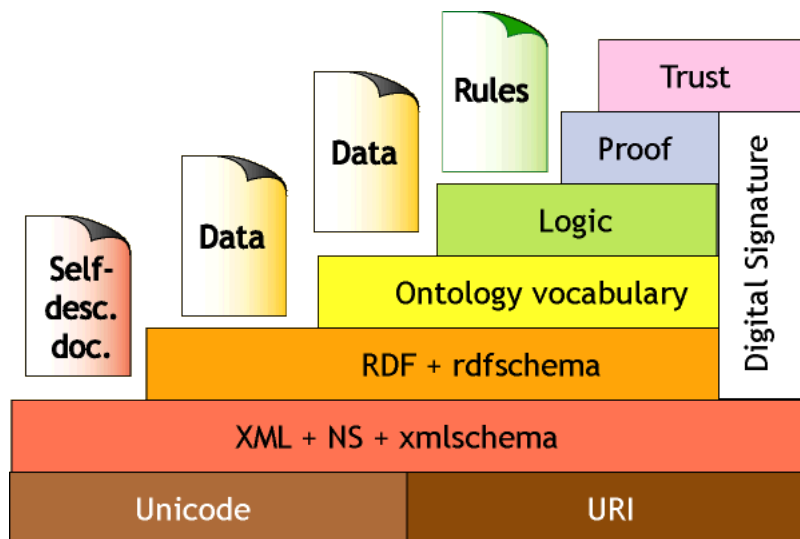 Trust
Rules
Proof
Data
Logic
Digital Signature
Data
Self-
desc.
doc.
Ontology vocabulary
RDF + rdfschema
XML + NS + xmlschema
Unicode
URI